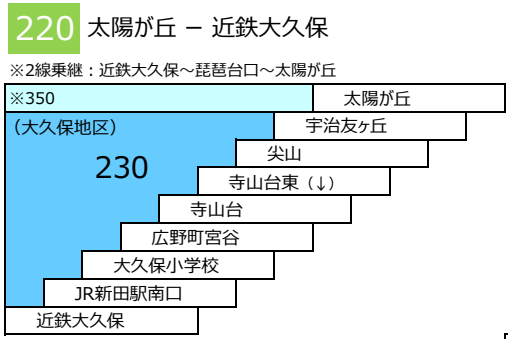 220 太陽が丘 － 近鉄大久保
※2線乗継：近鉄大久保～琵琶台口～太陽が丘
※350 太陽が丘
（大久保地区） 宇治友ヶ丘
230 尖山
寺山台東（↓）
寺山台
広野町宮谷
大久保小学校
JR新田駅南口
近鉄大久保